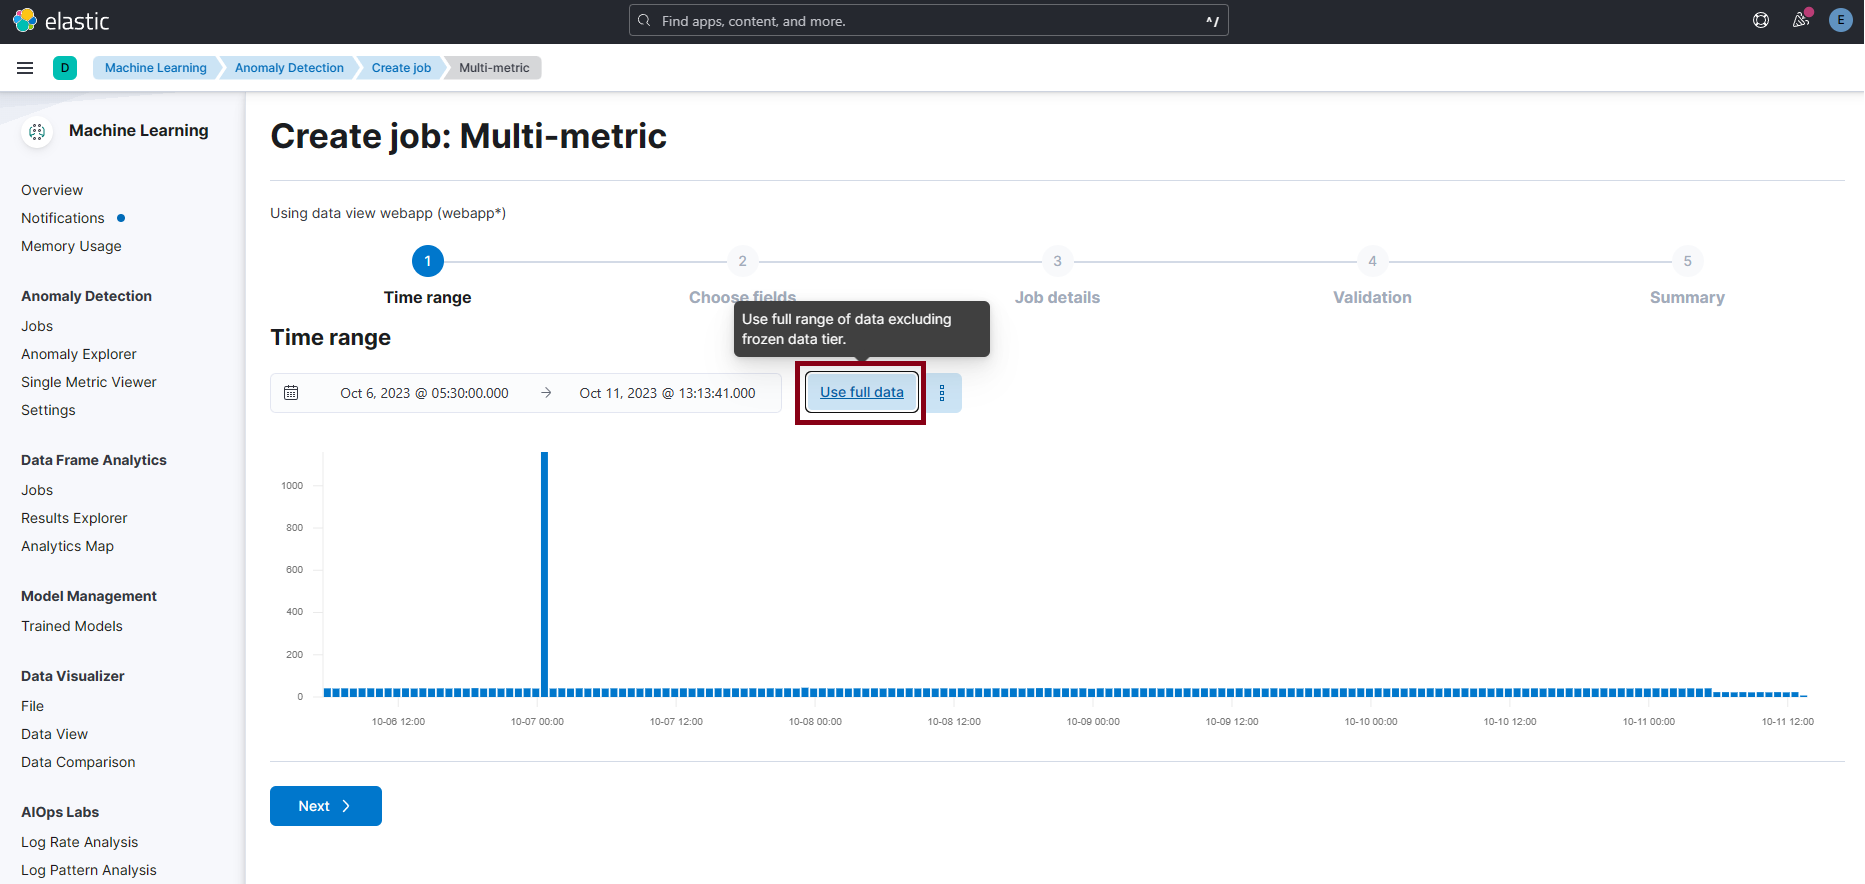 elastic
Find apps, content, and more.
^/
E
D
Machine Learning
Anomaly Detection
Create job
Multi-metric
Machine Learning
Overview
Notifications
Memory Usage
Anomaly Detection
Jobs
Anomaly Explorer
Single Metric Viewer
Settings
Data Frame Analytics
Jobs
Results Explorer
Analytics Map
Model Management
Trained Models
Data Visualizer
File
Data View
Data Comparison
AIOps Labs
Log Rate Analysis
Log Pattern Analysis
Create job: Multi-metric
Using data view webapp (webapp*)
1
2
3
4
5
Time range
Choose fields
Job details
Validation
Summary
Time range
Use full range of data excluding
frozen data tier.
Oct 6, 2023 @ 05:30:00.000
→
Oct 11, 2023 @ 13:13:41.000
Use full data
1000
800
600
400
200
0
10-06 12:00
10-07 00:00
10-07 12:00
10-08 00:00
10-08 12:00
10-09 00:00
10-09 12:00
10-10 00:00
10-10 12:00
10-11 00:00
10-11 12:00
Next